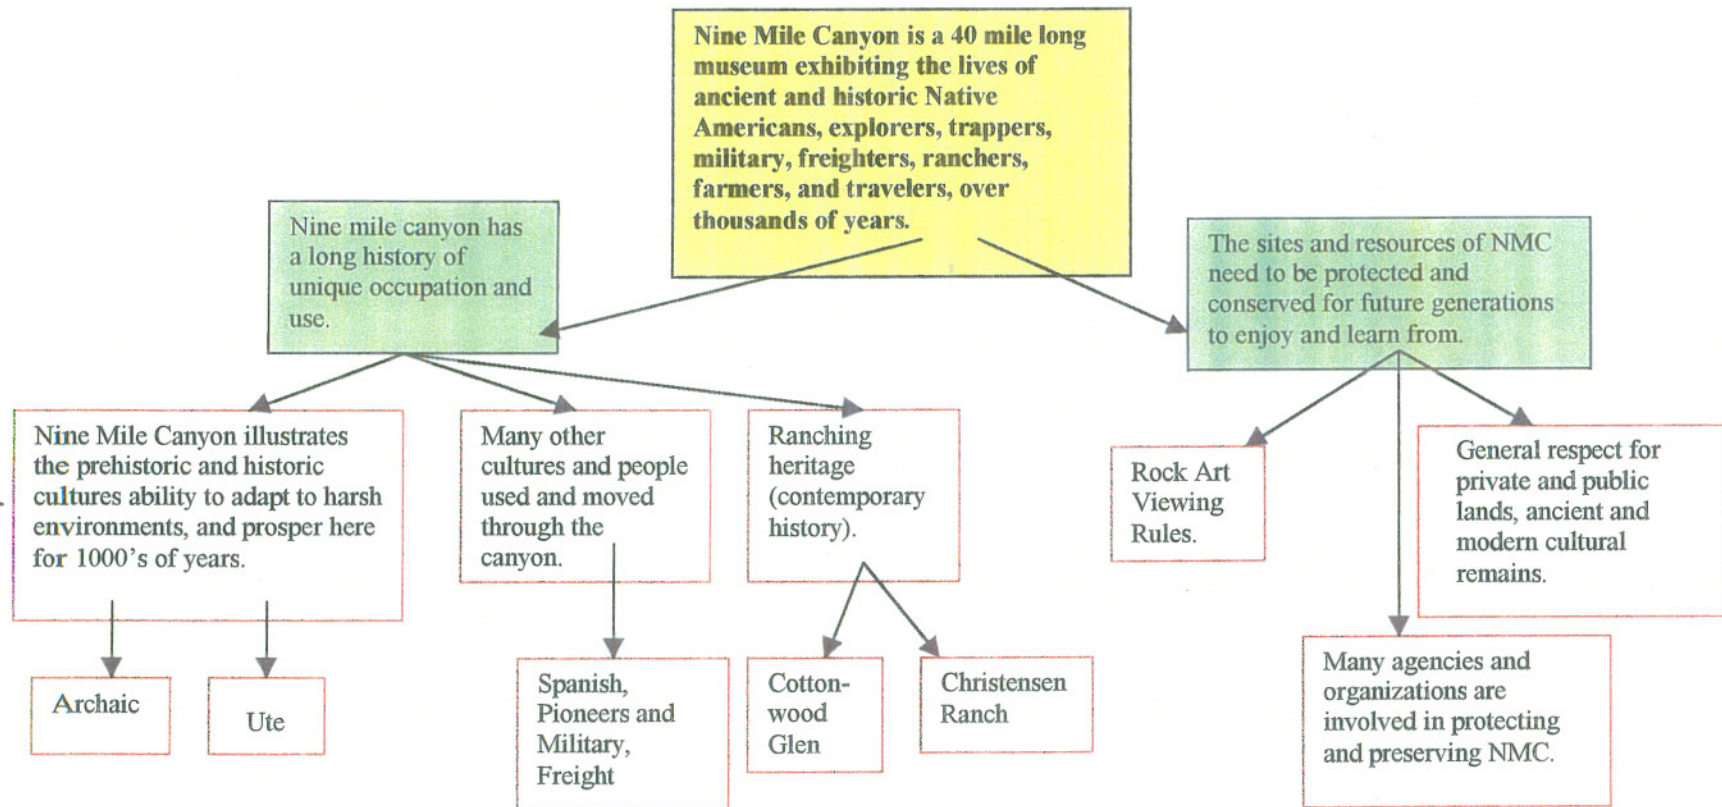 Nine Mile Canyon is a 40 mile long
museum exhibiting the lives of
ancient and historic Native
Americans, explorers, trappers,
military, freighters, ranchers,
farmers, and travelers, over
thousands of years.
Nine mile canyon has
a long history of
unique occupation and
use.
The sites and resources of NMC
need to be protected and
conserved for future generations
to enjoy and learn from.
Nine Mile Canyon illustrates
the prehistoric and historic
cultures ability to adapt to harsh
environments, and prosper here
for 1000's of years.
Many other
cultures and people
used and moved
through the
canyon.
Ranching
heritage
(contemporary
history).
Rock Art
Viewing
Rules.
General respect for
private and public
lands, ancient and
modern cultural
remains.
Archaic
Ute
Spanish,
Pioneers and
Military,
Freight
Cotton-
wood
Glen
Christensen
Ranch
Many agencies and
organizations are
involved in protecting
and preserving NMC.